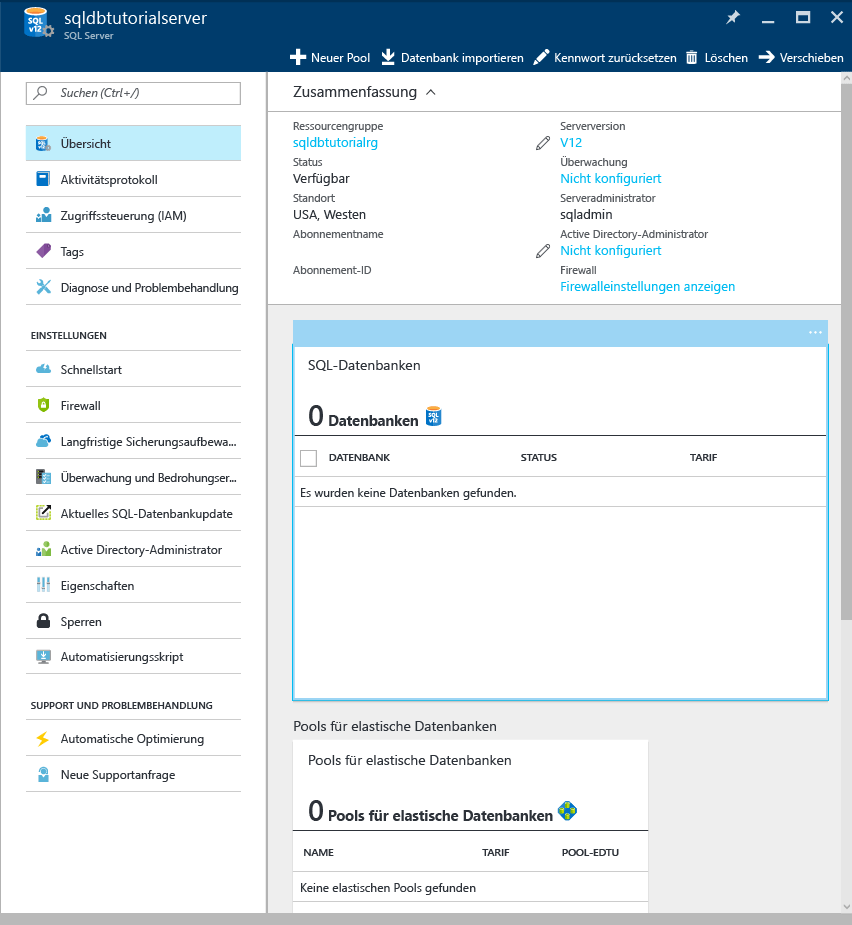 sqldbtutorialserver
SQL Server
Neuer Pool
Datenbank importieren
Kennwort zurücksetzen
Löschen
Verschieben
Suchen (Ctrl+/)
Übersicht
Aktivitätsprotokoll
Zugriffssteuerung (IAM)
Tags
Diagnose und Problembehandlung
EINSTELLUNGEN
Schnellstart
Firewall
Langfristige Sicherungsaufbewa...
Überwachung und Bedrohungser...
Aktuelles SQL-Datenbankupdate
Active Directory-Administrator
Eigenschaften
Sperren
Automatisierungsskript
SUPPORT UND PROBLEMBEHANDLUNG
Automatische Optimierung
Neue Supportanfrage
Zusammenfassung
Ressourcengruppe
sqldbtutorialrg
Status
Verfügbar
Standort
USA, Westen
Abonnementname
Abonnement-ID
Serverversion
V12
Überwachung
Nicht konfiguriert
Serveradministrator
sqladmin
Active Directory-Administrator
Nicht konfiguriert
Firewall
Firewalleinstellungen anzeigen
SQL-Datenbanken
0 Datenbanken
DATENBANK STATUS TARIF
Es wurden keine Datenbanken gefunden.
Pools für elastische Datenbanken
Pools für elastische Datenbanken
0 Pools für elastische Datenbanken
NAME TARIF POOL-EDTU
Keine elastischen Pools gefunden